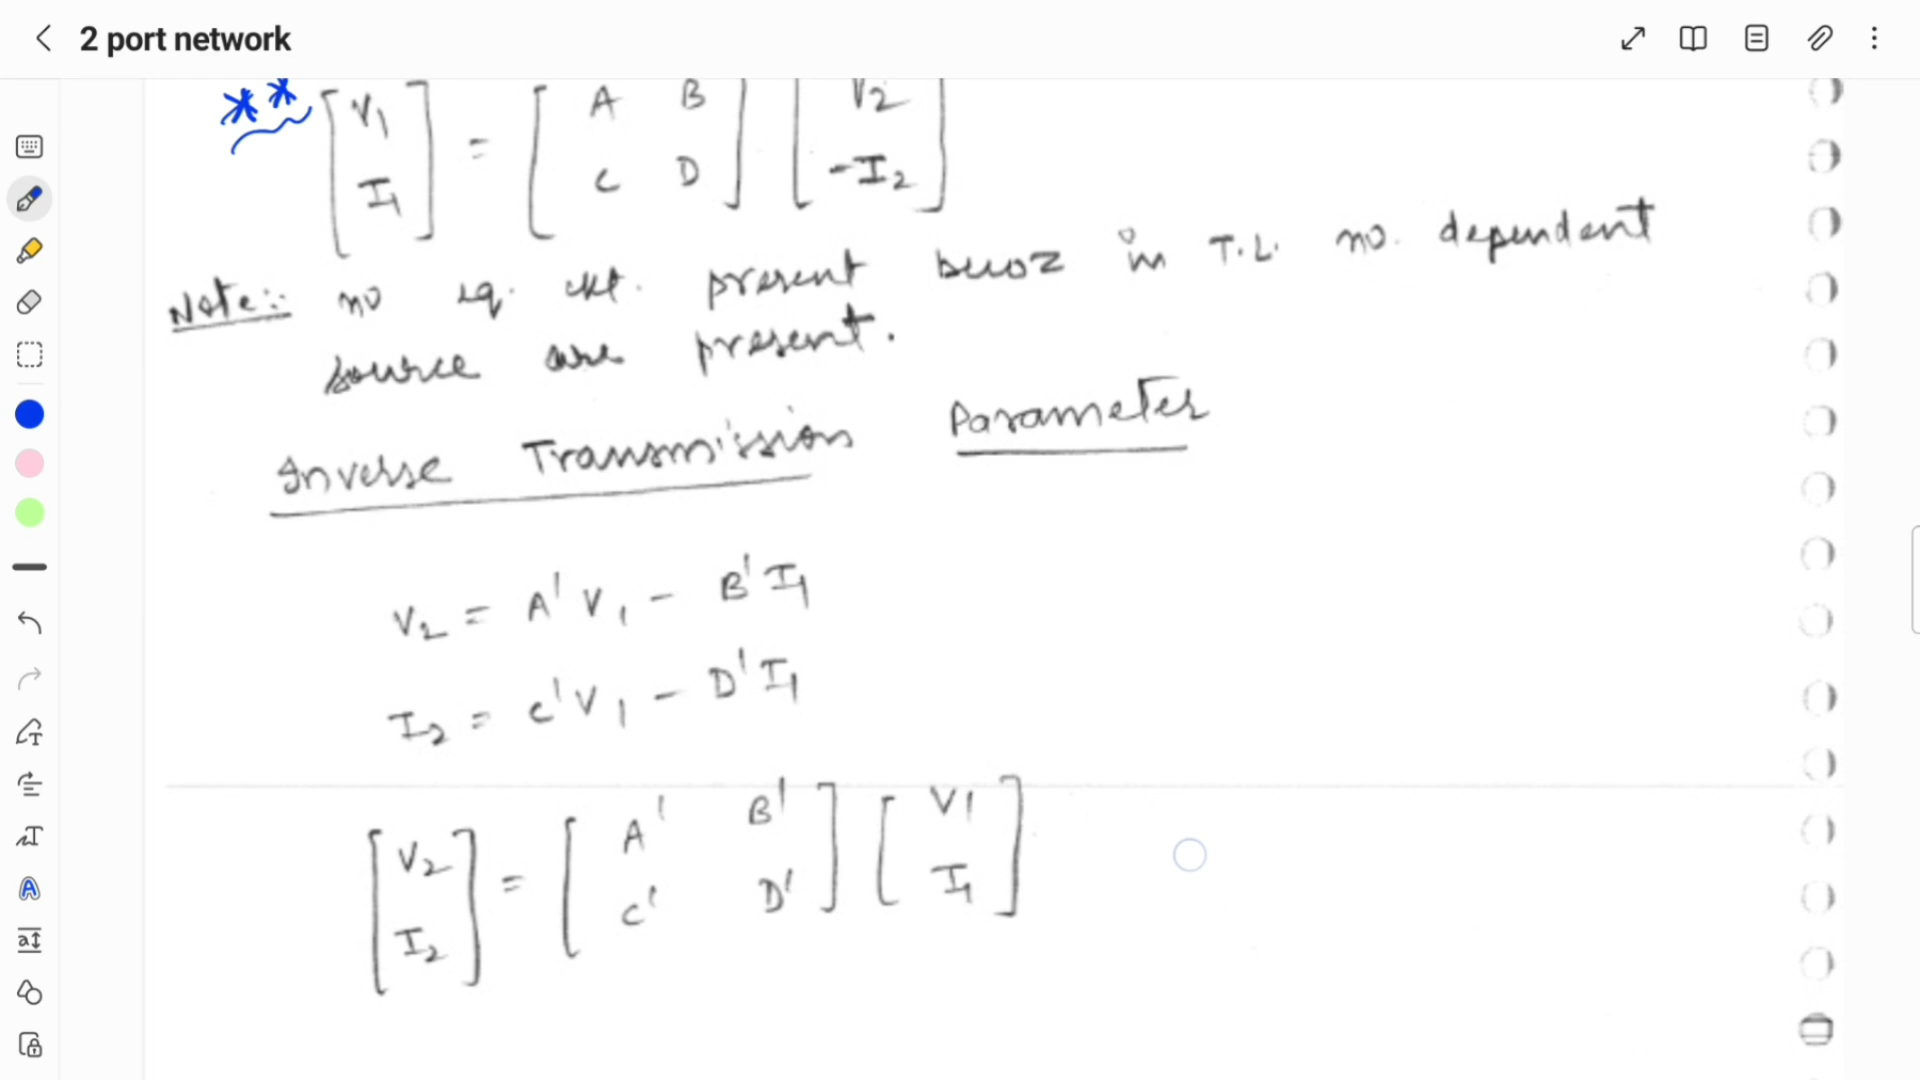 2 port network
** [V1 I1] = [A B C D] [V2 -I2]
Note:- no eq. ckt. present becoz in T.L. no. dependent
source are present.
Inverse Transmission Parameter
V2 = A' V1 - B' I1
I2 = C' V1 - D' I1
[V2 I2] = [A' B' C' D'] [V1 I1]